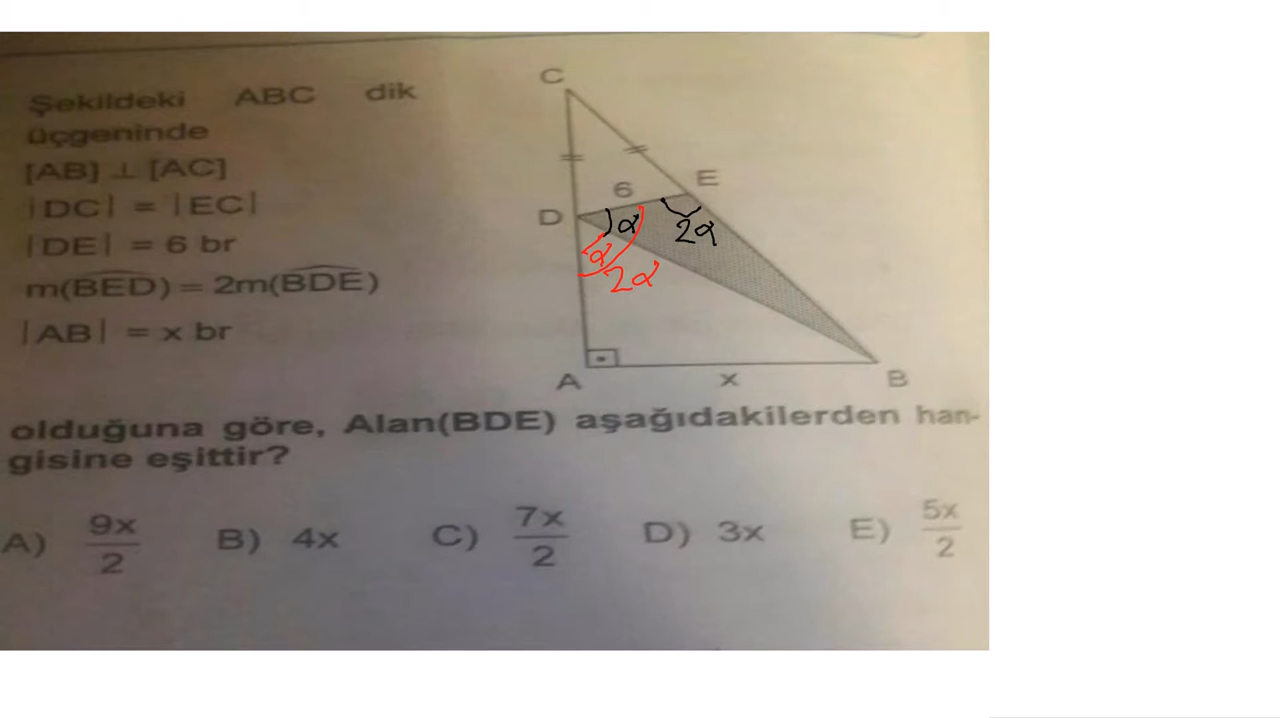 Şekildeki ABC dik
üçgeninde
[AB] ⊥ [AC]
|DC| = |EC|
|DE| = 6 br
m(BED) = 2m(BDE)
|AB| = x br
C
6
E
D
α
2α
α
2α
A
x
B
olduğuna göre, Alan(BDE) aşağıdakilerden han-
gisine eşittir?
A) 9x/2 B) 4x C) 7x/2 D) 3x E) 5x/2